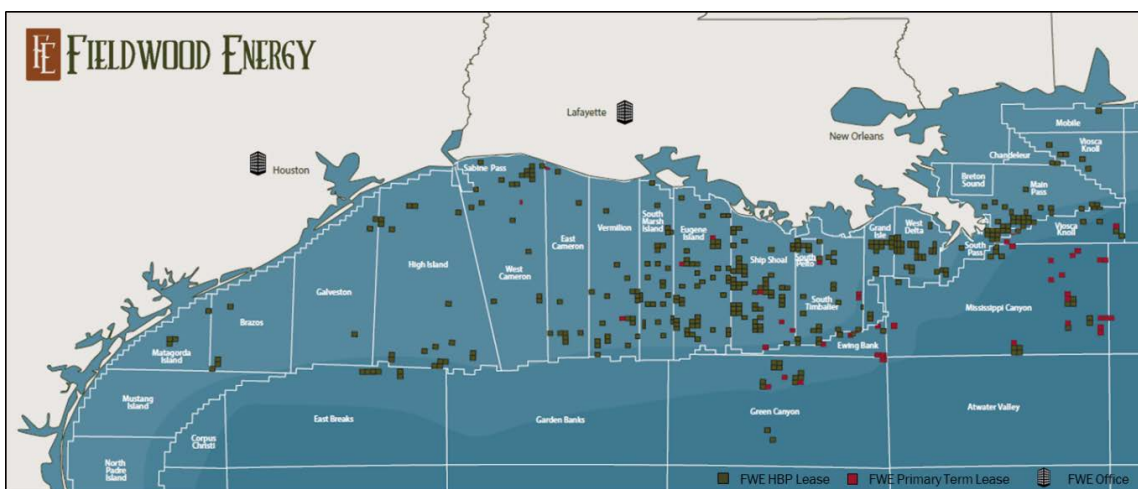 FE FIELDWOOD ENERGY
Lafayette
New Orleans
Houston
Mobile
Viosca
Knoll
Chandeleur
Breton
Sound
Main
Pass
Viosca
Knoll
Sabine Pass
South
Marsh
Island
Eugene
Island
Grand
Isle
West
Delta
South
Pass
East
Cameron
Vermilion
Ship Shoal
South
Pelto
High Island
West
Cameron
Galveston
South
Timbalier
Mississippi Canyon
Brazos
Ewing Bank
Matagorda
Island
Mustang
Island
East Breaks
Garden Banks
Green Canyon
Atwater Valley
Corpus
Christi
North
Padre
Island
FWE HBP Lease
FWE Primary Term Lease
FWE Office